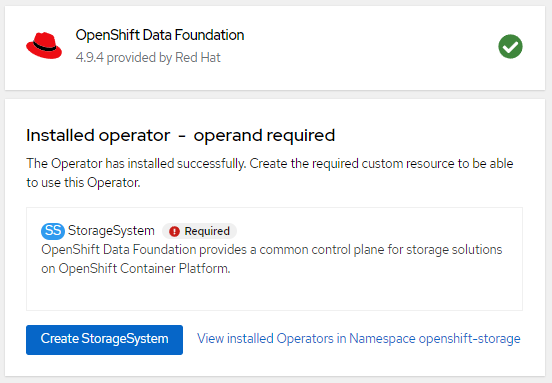 OpenShift Data Foundation
4.9.4 provided by Red Hat
Installed operator - operand required
The Operator has installed successfully. Create the required custom resource to be able
to use this Operator.
SS StorageSystem ! Required
OpenShift Data Foundation provides a common control plane for storage solutions
on OpenShift Container Platform.
Create StorageSystem View installed Operators in Namespace openshift-storage